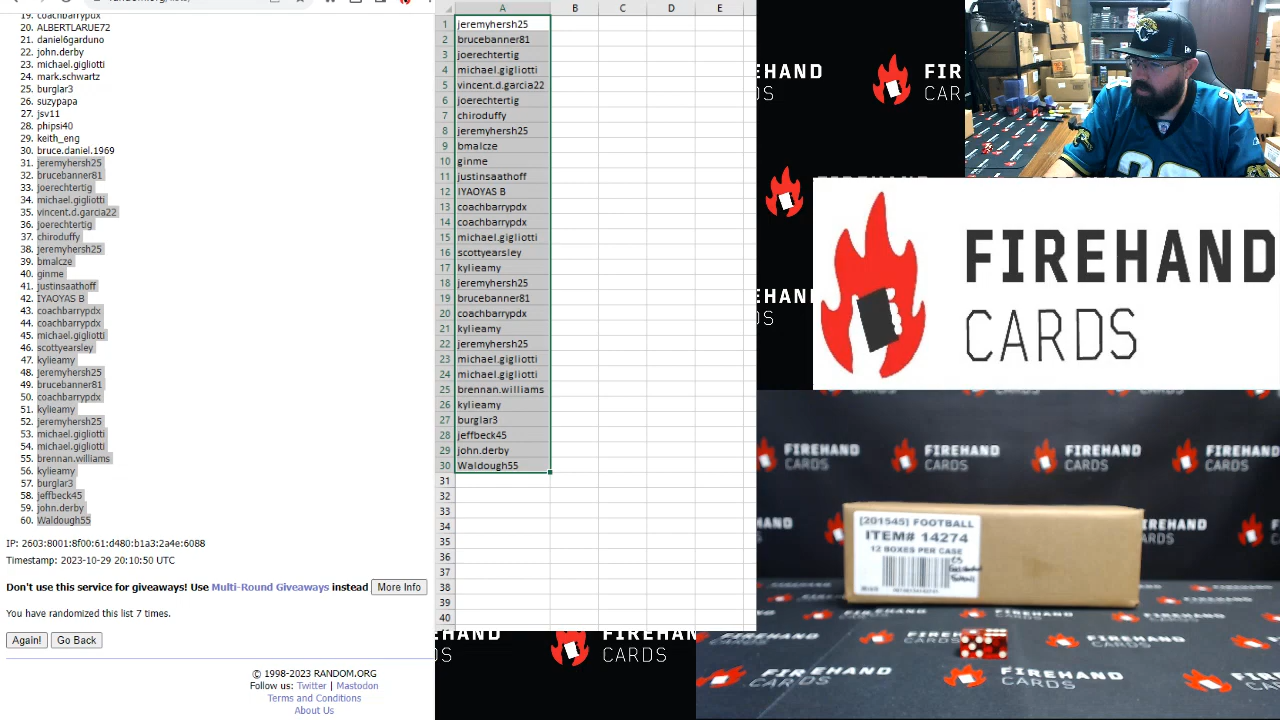 19. coachbarrypdx
20. ALBERTLARUE72
21. daniel6garduno
22. john.derby
23. michael.gigliotti
24. mark.schwartz
25. burglar3
26. suzypapa
27. jsv11
28. phipsi40
29. keith_eng
30. bruce.daniel.1969
31. jeremyhersh25
32. brucebanner81
33. joerechtertig
34. michael.gigliotti
35. vincent.d.garcia22
36. joerechtertig
37. chiroduffy
38. jeremyhersh25
39. bmalcze
40. ginme
41. justinsaathoff
42. IYAOYAS B
43. coachbarrypdx
44. coachbarrypdx
45. michael.gigliotti
46. scottyearsley
47. kylieamy
48. jeremyhersh25
49. brucebanner81
50. coachbarrypdx
51. kylieamy
52. jeremyhersh25
53. michael.gigliotti
54. michael.gigliotti
55. brennan.williams
56. kylieamy
57. burglar3
58. jeffbeck45
59. john.derby
60. Waldough55
IP: 2603:8001:8f00:61:d480:b1a3:2a4e:6088
Timestamp: 2023-10-29 20:10:50 UTC
Don't use this service for giveaways! Use Multi-Round Giveaways instead More Info
You have randomized this list 7 times.
Again! Go Back
© 1998-2023 RANDOM.ORG
Follow us: Twitter | Mastodon
Terms and Conditions
About Us
A B C D E
1 jeremyhersh25
2 brucebanner81
3 joerechtertig
4 michael.gigliotti
5 vincent.d.garcia22
6 joerechtertig
7 chiroduffy
8 jeremyhersh25
9 bmalcze
10 ginme
11 justinsaathoff
12 IYAOYAS B
13 coachbarrypdx
14 coachbarrypdx
15 michael.gigliotti
16 scottyearsley
17 kylieamy
18 jeremyhersh25
19 brucebanner81
20 coachbarrypdx
21 kylieamy
22 jeremyhersh25
23 michael.gigliotti
24 michael.gigliotti
25 brennan.williams
26 kylieamy
27 burglar3
28 jeffbeck45
29 john.derby
30 Waldough55
31
32
33
34
35
36
37
38
39
40
FIREHAND
CARDS
[201545] FOOTBALL
ITEM# 14274
12 BOXES PER CASE
FIREHAND
CARDS
FIREHAND
CARDS
FIREHAND
CARDS
FIREHAND
CARDS